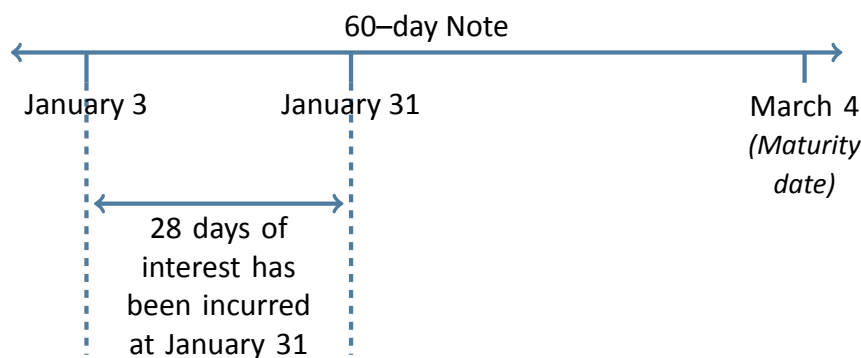 60–day Note
January 3
January 31
March 4
(Maturity
date)
28 days of
interest has
been incurred
at January 31